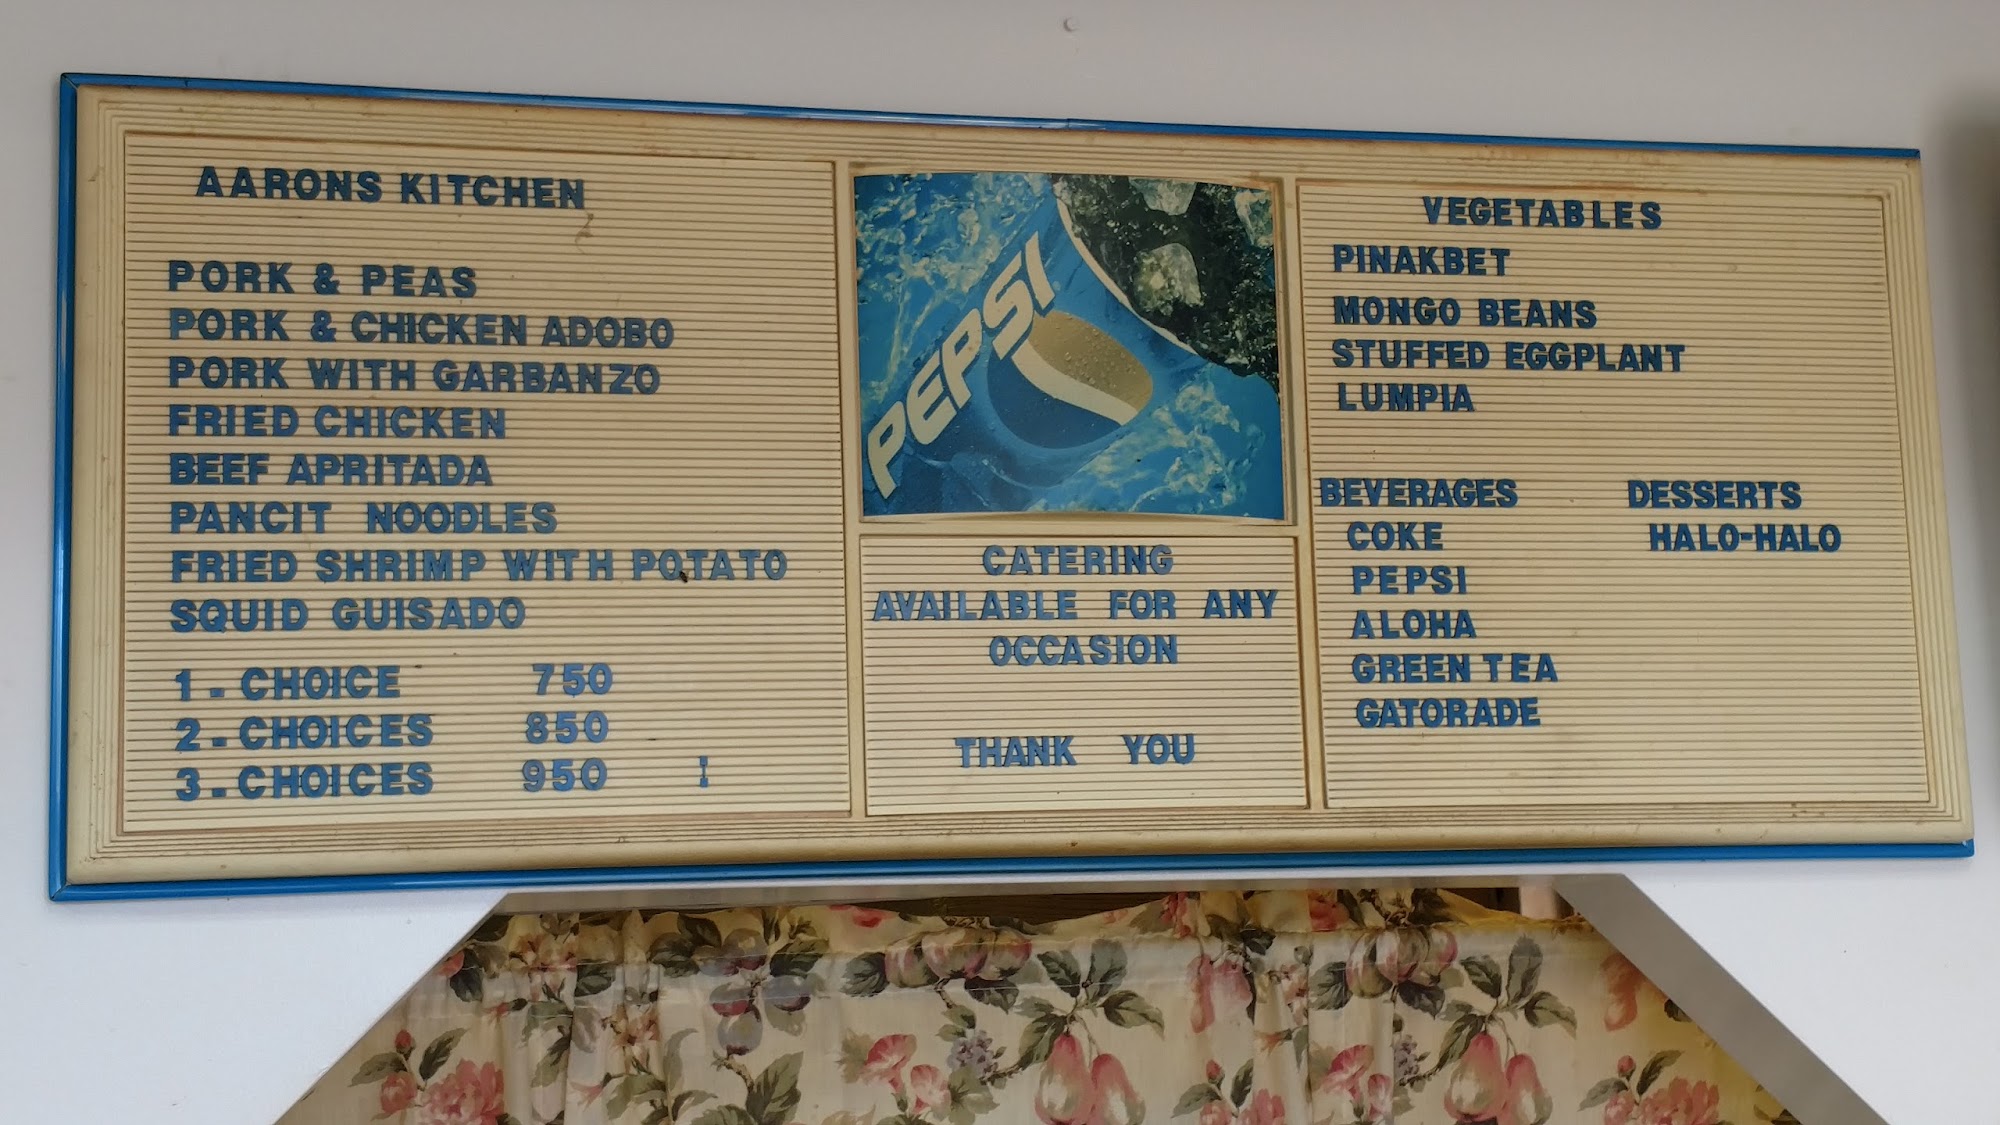 AARONS KITCHEN
PORK & PEAS
PORK & CHICKEN ADOBO
PORK WITH GARBANZO
FRIED CHICKEN
BEEF APRITADA
PANCIT NOODLES
FRIED SHRIMP WITH POTATO
SQUID GUISADO
1. CHOICE 750
2. CHOICES 850
3. CHOICES 950 I
PEPSI
CATERING
AVAILABLE FOR ANY
OCCASION
THANK YOU
VEGETABLES
PINAKBET
MONGO BEANS
STUFFED EGGPLANT
LUMPIA
BEVERAGES
COKE
PEPSI
ALOHA
GREEN TEA
GATORADE
DESSERTS
HALO-HALO